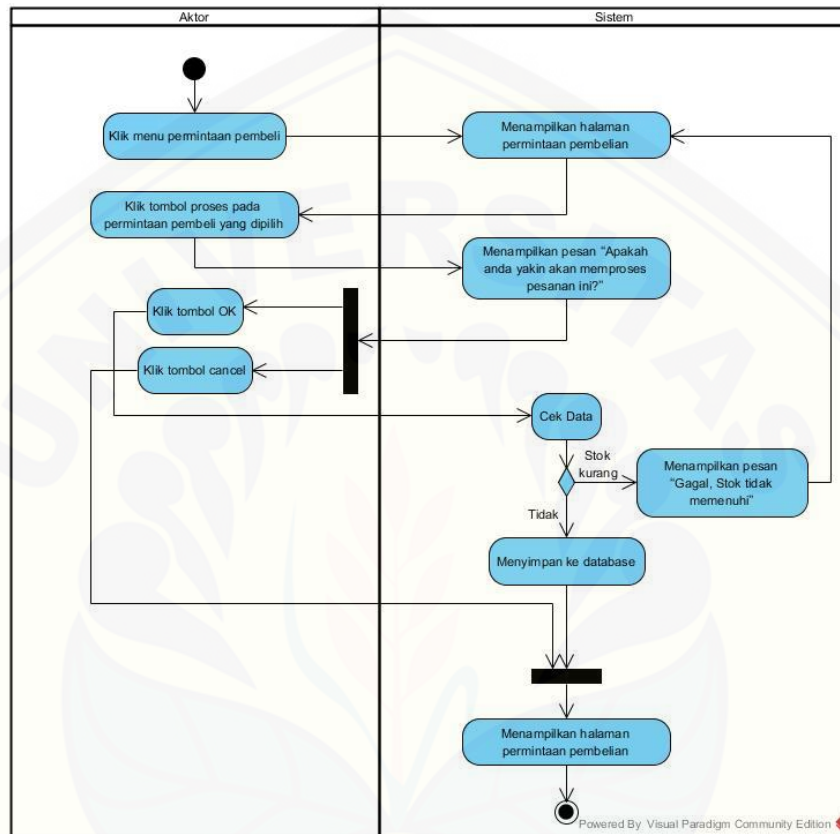 Aktor
Sistem
Klik menu permintaan pembeli
Menampilkan halaman
permintaan pembelian
Klik tombol proses pada
permintaan pembeli yang dipilih
Menampilkan pesan "Apakah
anda yakin akan memproses
pesanan ini?"
Klik tombol OK
Klik tombol cancel
Cek Data
Stok
kurang
Menampilkan pesan
"Gagal, Stok tidak
memenuhi"
Tidak
Menyimpan ke database
Menampilkan halaman
permintaan pembelian
Powered By Visual Paradigm Community Edition
UNIVERSITAS